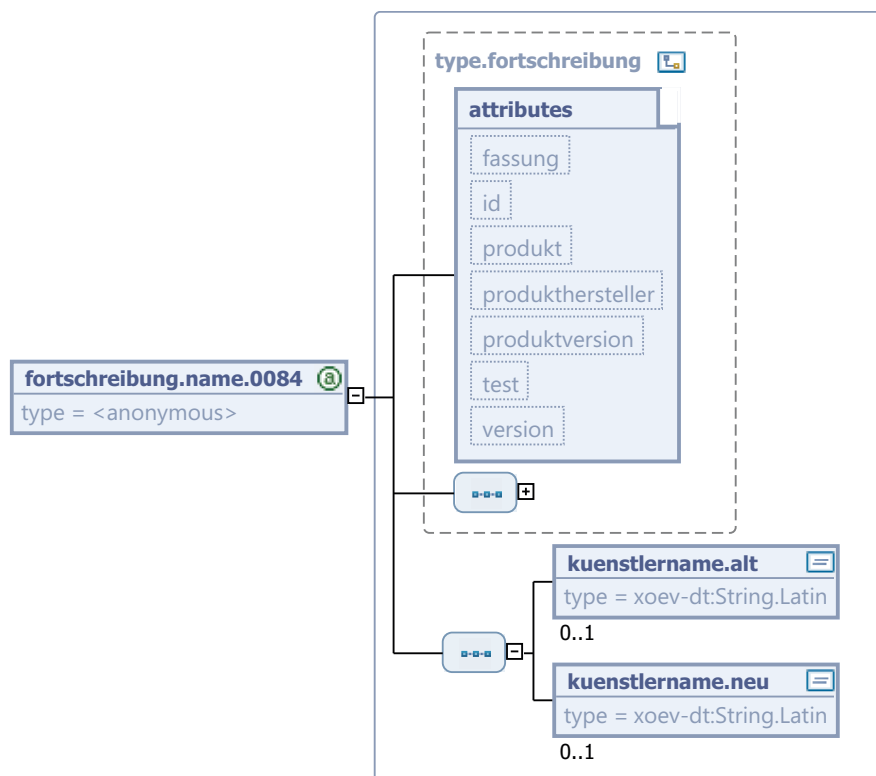 type.fortschreibung
attributes
fassung
id
produkt
produkthersteller
produktversion
test
version
fortschreibung.name.0084
type = <anonymous>
kuenstlername.alt
type = xoev-dt:String.Latin
0..1
kuenstlername.neu
type = xoev-dt:String.Latin
0..1